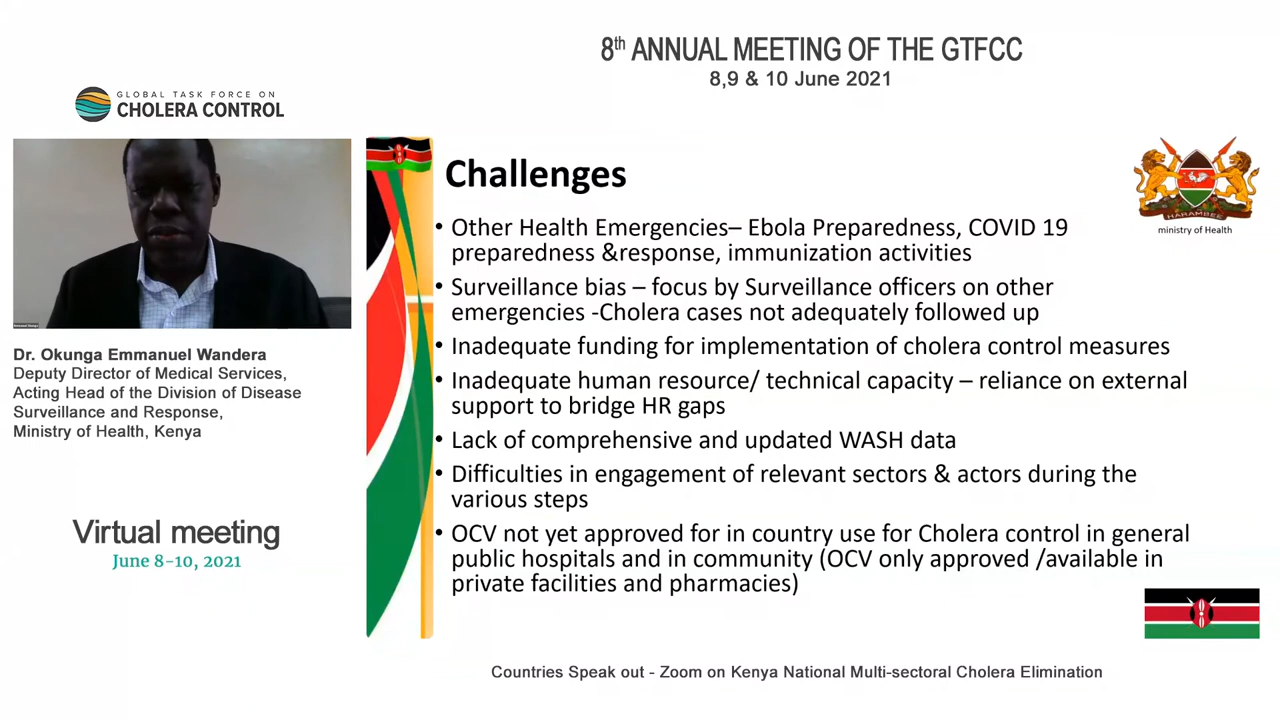 8th ANNUAL MEETING OF THE GTFCC
8,9 & 10 June 2021
GLOBAL TASK FORCE ON
CHOLERA CONTROL
Dr. Okunga Emmanuel Wandera
Deputy Director of Medical Services,
Acting Head of the Division of Disease
Surveillance and Response,
Ministry of Health, Kenya
Virtual meeting
June 8–10, 2021
Challenges
• Other Health Emergencies– Ebola Preparedness, COVID 19
preparedness &response, immunization activities
• Surveillance bias – focus by Surveillance officers on other
emergencies -Cholera cases not adequately followed up
• Inadequate funding for implementation of cholera control measures
• Inadequate human resource/ technical capacity – reliance on external
support to bridge HR gaps
• Lack of comprehensive and updated WASH data
• Difficulties in engagement of relevant sectors & actors during the
various steps
• OCV not yet approved for in country use for Cholera control in general
public hospitals and in community (OCV only approved /available in
private facilities and pharmacies)
HARAMBEE
ministry of Health
Countries Speak out - Zoom on Kenya National Multi-sectoral Cholera Elimination